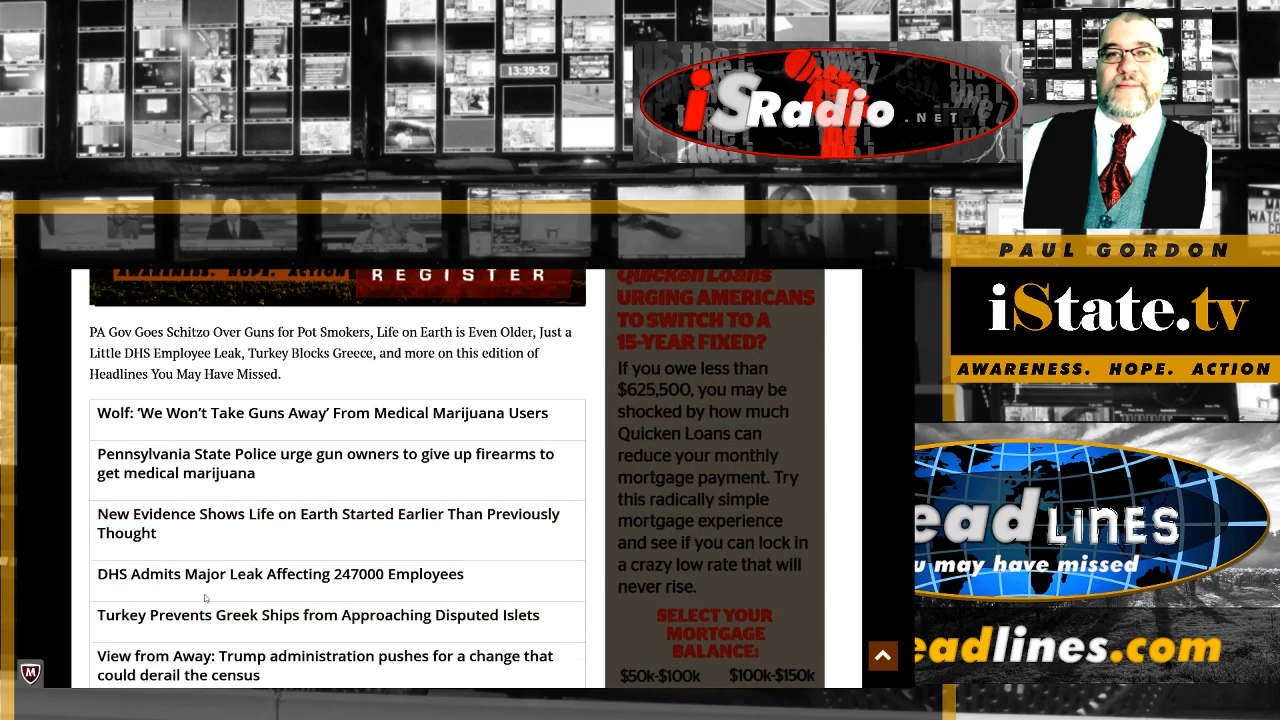 13:39:32
iSRadio.NET
PAUL GORDON
iState.tv
AWARENESS. HOPE. ACTION
AWARENESS. HOPE. ACTION
REGISTER
PA Gov Goes Schitzo Over Guns for Pot Smokers, Life on Earth is Even Older, Just a
Little DHS Employee Leak, Turkey Blocks Greece, and more on this edition of
Headlines You May Have Missed.
Wolf: ‘We Won’t Take Guns Away’ From Medical Marijuana Users
Pennsylvania State Police urge gun owners to give up firearms to
get medical marijuana
New Evidence Shows Life on Earth Started Earlier Than Previously
Thought
DHS Admits Major Leak Affecting 247000 Employees
Turkey Prevents Greek Ships from Approaching Disputed Islets
View from Away: Trump administration pushes for a change that
could derail the census
Quicken Loans
URGING AMERICANS
TO SWITCH TO A
15-YEAR FIXED?
If you owe less than
$625,500, you may be
shocked by how much
Quicken Loans can
reduce your monthly
mortgage payment. Try
this radically simple
mortgage experience
and see if you can lock in
a crazy low rate that will
never rise.
SELECT YOUR
MORTGAGE
BALANCE:
$50k-$100k $100k-$150k
ead LINES
u may have missed
eadlines.com